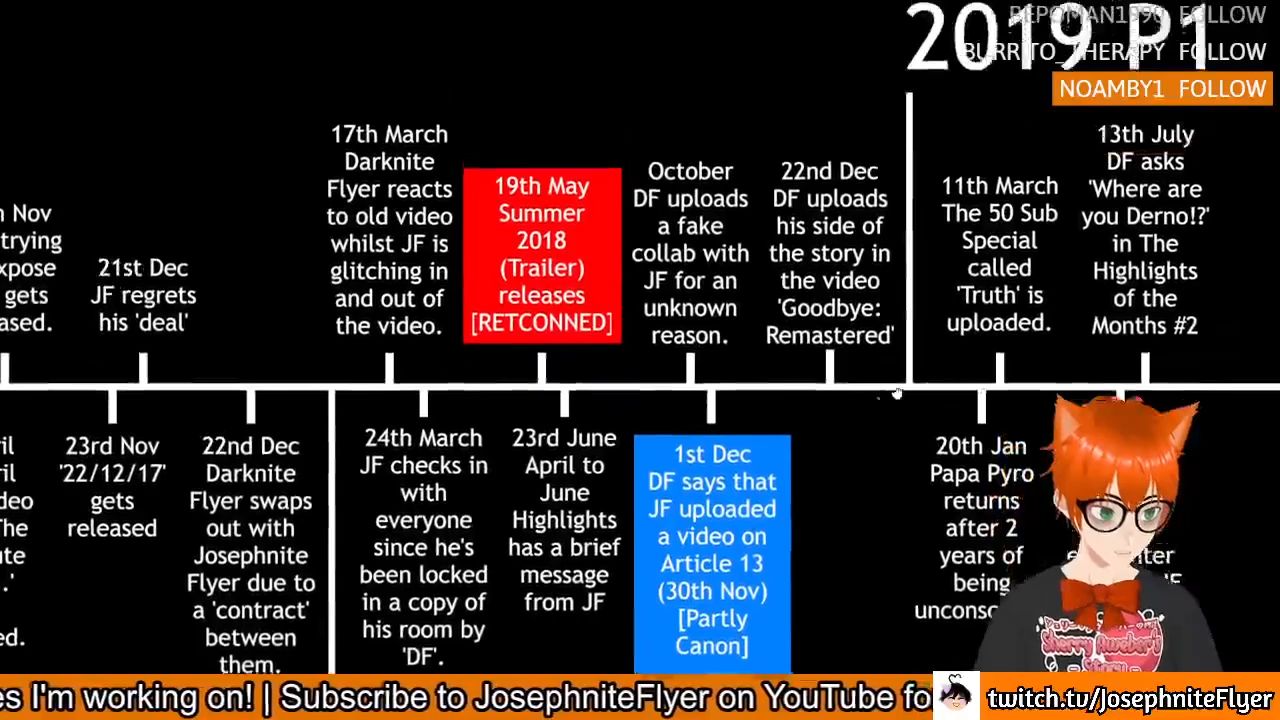 2019 P1
REPOMAN1990 FOLLOW
BURRITO_THERAPY FOLLOW
NOAMBY1 FOLLOW
Nov
trying
gets
21st Dec
JF regrets
his 'deal'
17th March
Darknite
Flyer reacts
to old video
whilst JF is
glitching in
and out of
the video.
19th May
Summer
2018
(Trailer)
releases
[RETCONNED]
October
DF uploads
a fake
collab with
JF for an
unknown
reason.
22nd Dec
DF uploads
his side of
the story in
the video
'Goodbye:
Remastered'
11th March
The 50 Sub
Special
called
'Truth' is
uploaded.
13th July
DF asks
'Where are
you Derno!?'
in The
Highlights
of the
Months #2
23rd Nov
'22/12/17'
gets
released
22nd Dec
Darknite
Flyer swaps
out with
Josephnite
Flyer due to
a 'contract'
between
them.
24th March
JF checks in
with
everyone
since he's
been locked
in a copy of
his room by
'DF'.
23rd June
April to
June
Highlights
has a brief
message
from JF
1st Dec
DF says that
JF uploaded
a video on
Article 13
(30th Nov)
[Partly
Canon]
20th Jan
Papa Pyro
returns
after 2
years of
being
Sherry Aweber's
Story
I'm working on! | Subscribe to JosephniteFlyer on YouTube
twitch.tv/JosephniteFlyer